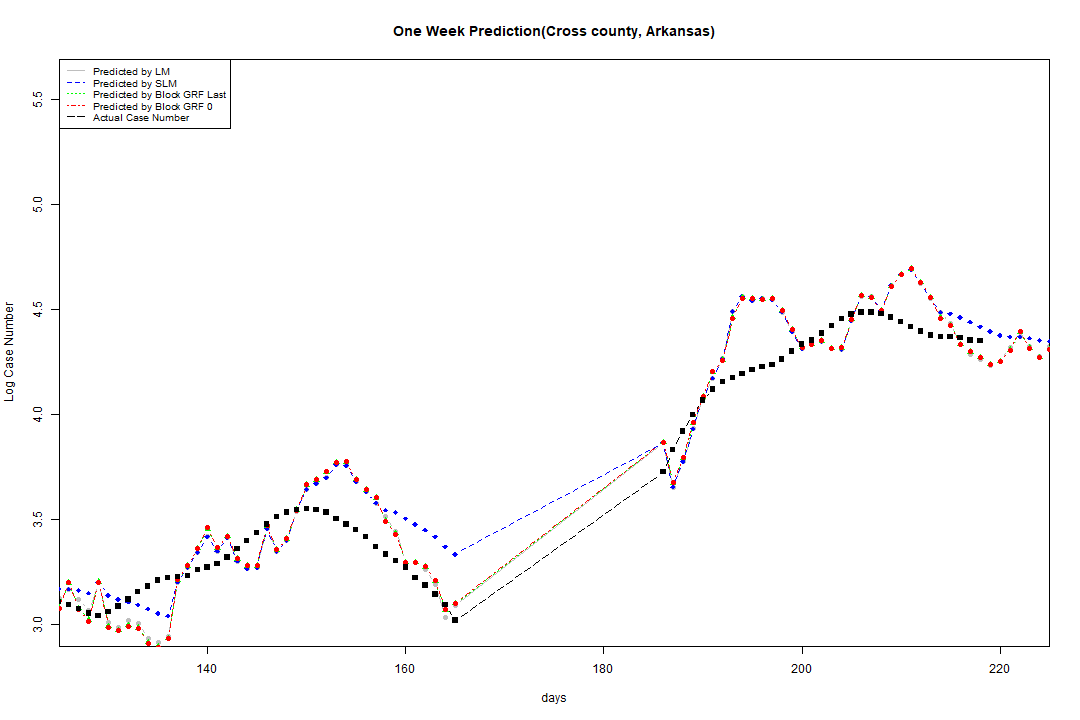 One Week Prediction(Cross county, Arkansas)
Predicted by LM
Predicted by SLM
Predicted by Block GRF Last
Predicted by Block GRF 0
Actual Case Number
5.5
5.0
4.5
4.0
3.5
3.0
Log Case Number
140 160 180 200 220
days